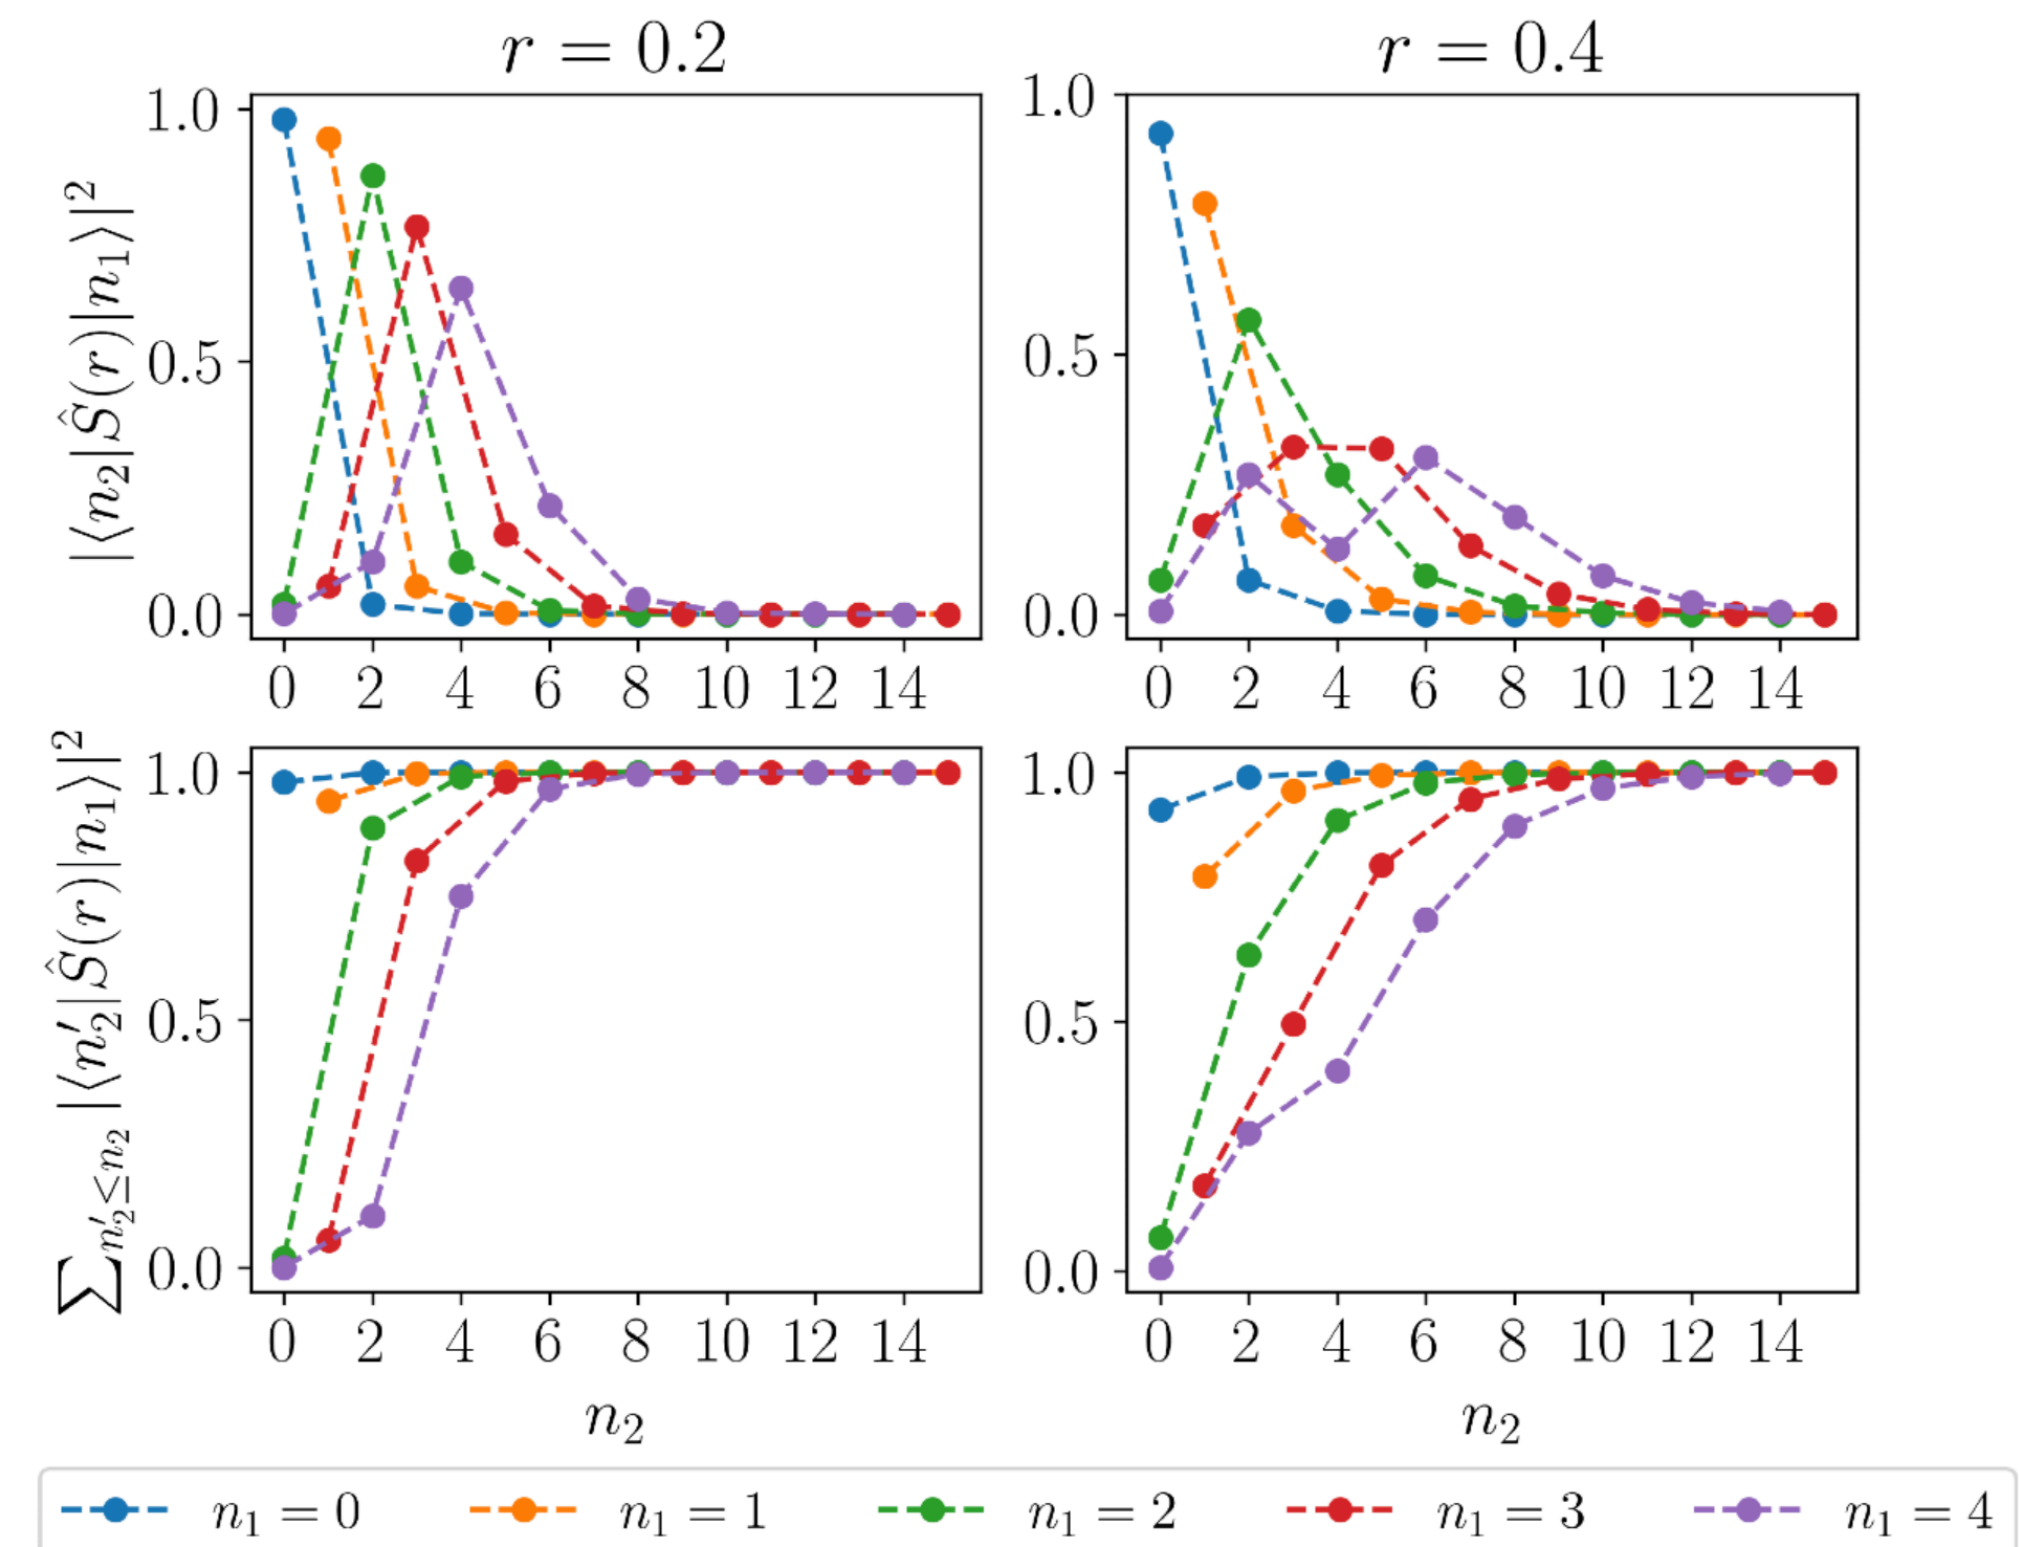 r = 0.2
r = 0.4
|⟨n₂|Ŝ(r)|n₁⟩|²
1.0
0.5
0.0
0 2 4 6 8 10 12 14
1.0
0.5
0.0
0 2 4 6 8 10 12 14
∑_{n′₂≤n₂} |⟨n′₂|Ŝ(r)|n₁⟩|²
1.0
0.5
0.0
0 2 4 6 8 10 12 14
n₂
1.0
0.5
0.0
0 2 4 6 8 10 12 14
n₂
n₁ = 0
n₁ = 1
n₁ = 2
n₁ = 3
n₁ = 4